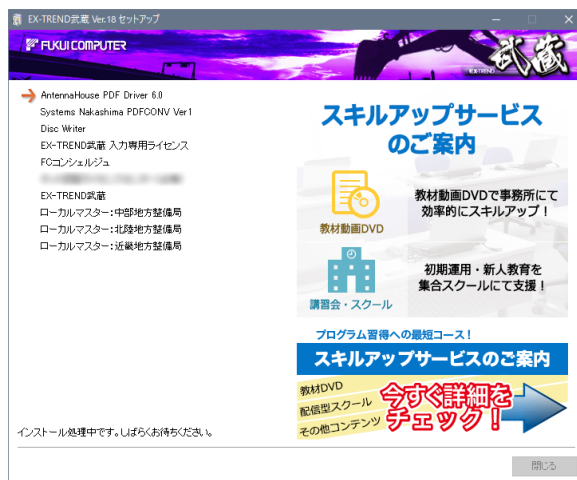 EX-TREND武蔵 Ver.18 セットアップ
FUKUI COMPUTER
EX-TREND
武蔵
AntennaHouse PDF Driver 6.0
Systems Nakashima PDFCONV Ver1
Disc Writer
EX-TREND武蔵 入力専用ライセンス
FCコンシェルジュ
EX-TREND武蔵
ローカルマスター:中部地方整備局
ローカルマスター:北陸地方整備局
ローカルマスター:近畿地方整備局
インストール処理中です。しばらくお待ちください。
スキルアップサービス
のご案内
教材動画DVD
教材動画DVDで事務所にて
効率的にスキルアップ！
講習会・スクール
初期運用・新人教育を
集合スクールにて支援！
プログラム習得への最短コース！
スキルアップサービスのご案内
教材DVD
配信型スクール
その他コンテンツ
今すぐ詳細を
チェック！
閉じる